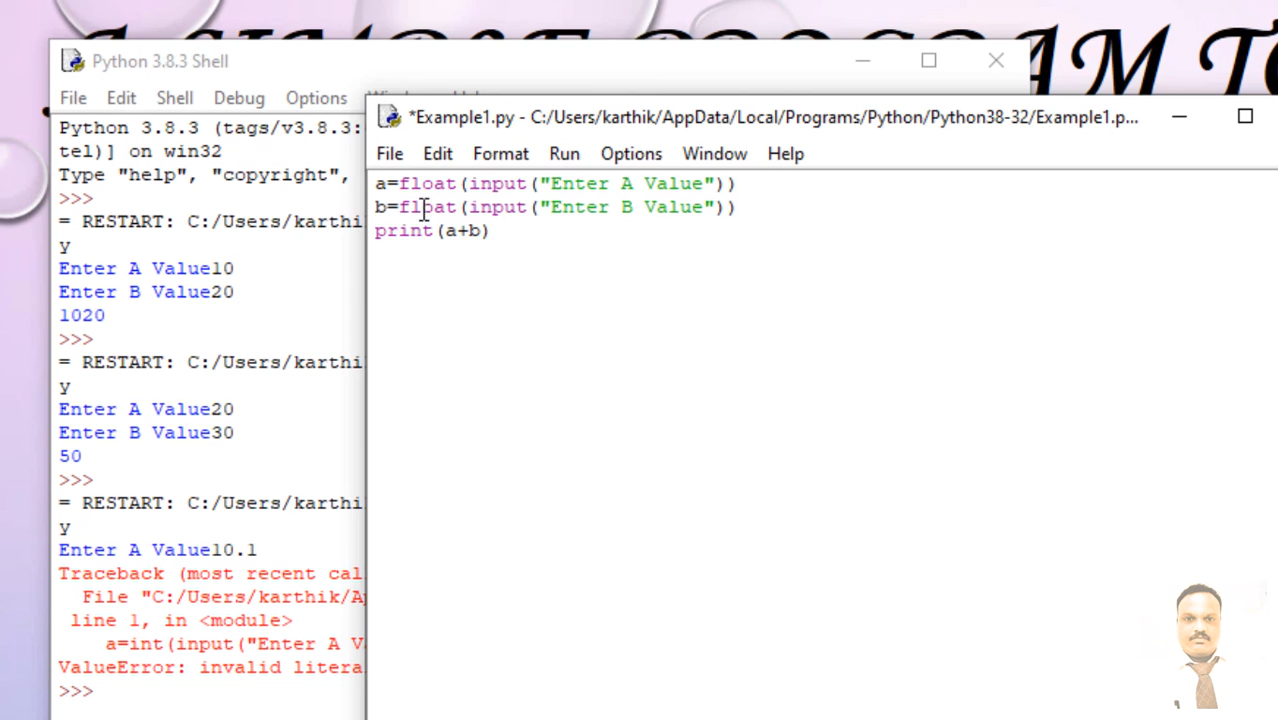 A SIMPLE PROGRAM TO
Python 3.8.3 Shell
File Edit Shell Debug Options
Python 3.8.3 (tags/v3.8.3:
tel)] on win32
Type "help", "copyright",
>>>
= RESTART: C:/Users/karthi
y
Enter A Value10
Enter B Value20
1020
>>>
= RESTART: C:/Users/karthi
y
Enter A Value20
Enter B Value30
50
>>>
= RESTART: C:/Users/karthi
y
Enter A Value10.1
Traceback (most recent cal
File "C:/Users/karthik/A
line 1, in <module>
a=int(input("Enter A V
ValueError: invalid litera
>>>
*Example1.py - C:/Users/karthik/AppData/Local/Programs/Python/Python38-32/Example1.p...
File Edit Format Run Options Window Help
a=float(input("Enter A Value"))
b=float(input("Enter B Value"))
print(a+b)